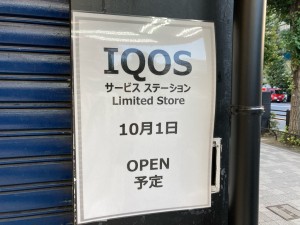 IQOS
サービス ステーション
Limited Store
10月1日
OPEN
予定